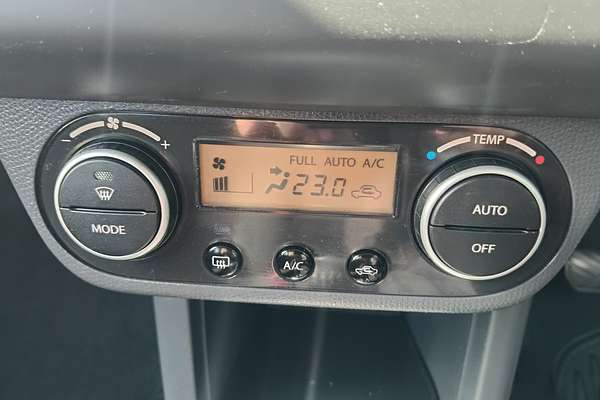 - +
FULL AUTO A/C
23.0
TEMP
MODE
A/C
AUTO
OFF